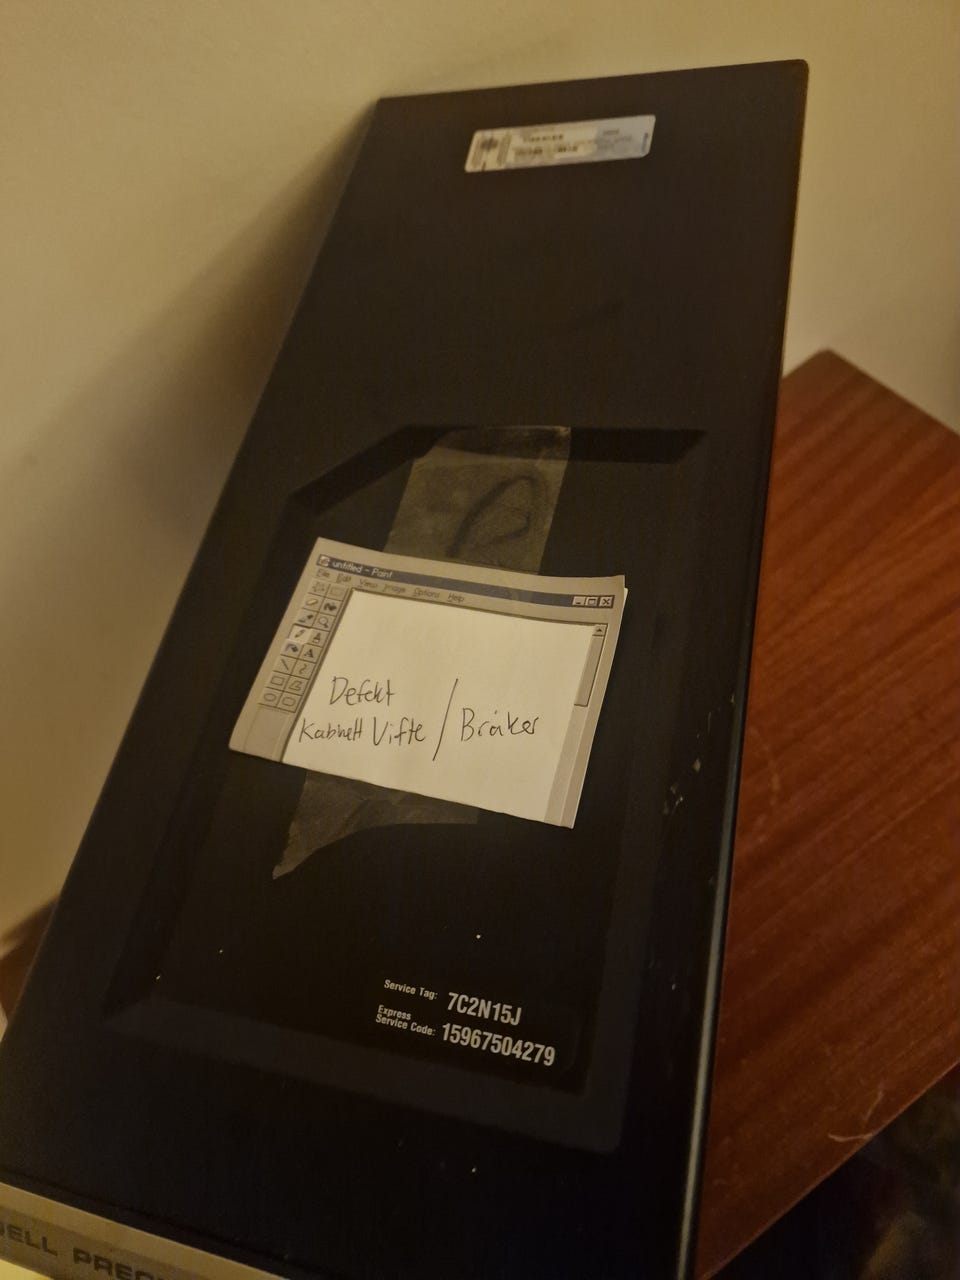 untitled - Paint
File Edit View Image Options Help
Defekt
Kabinett Vifte / Bråker
Service Tag: 7C2N15J
Express
Service Code: 15967504279
DELL